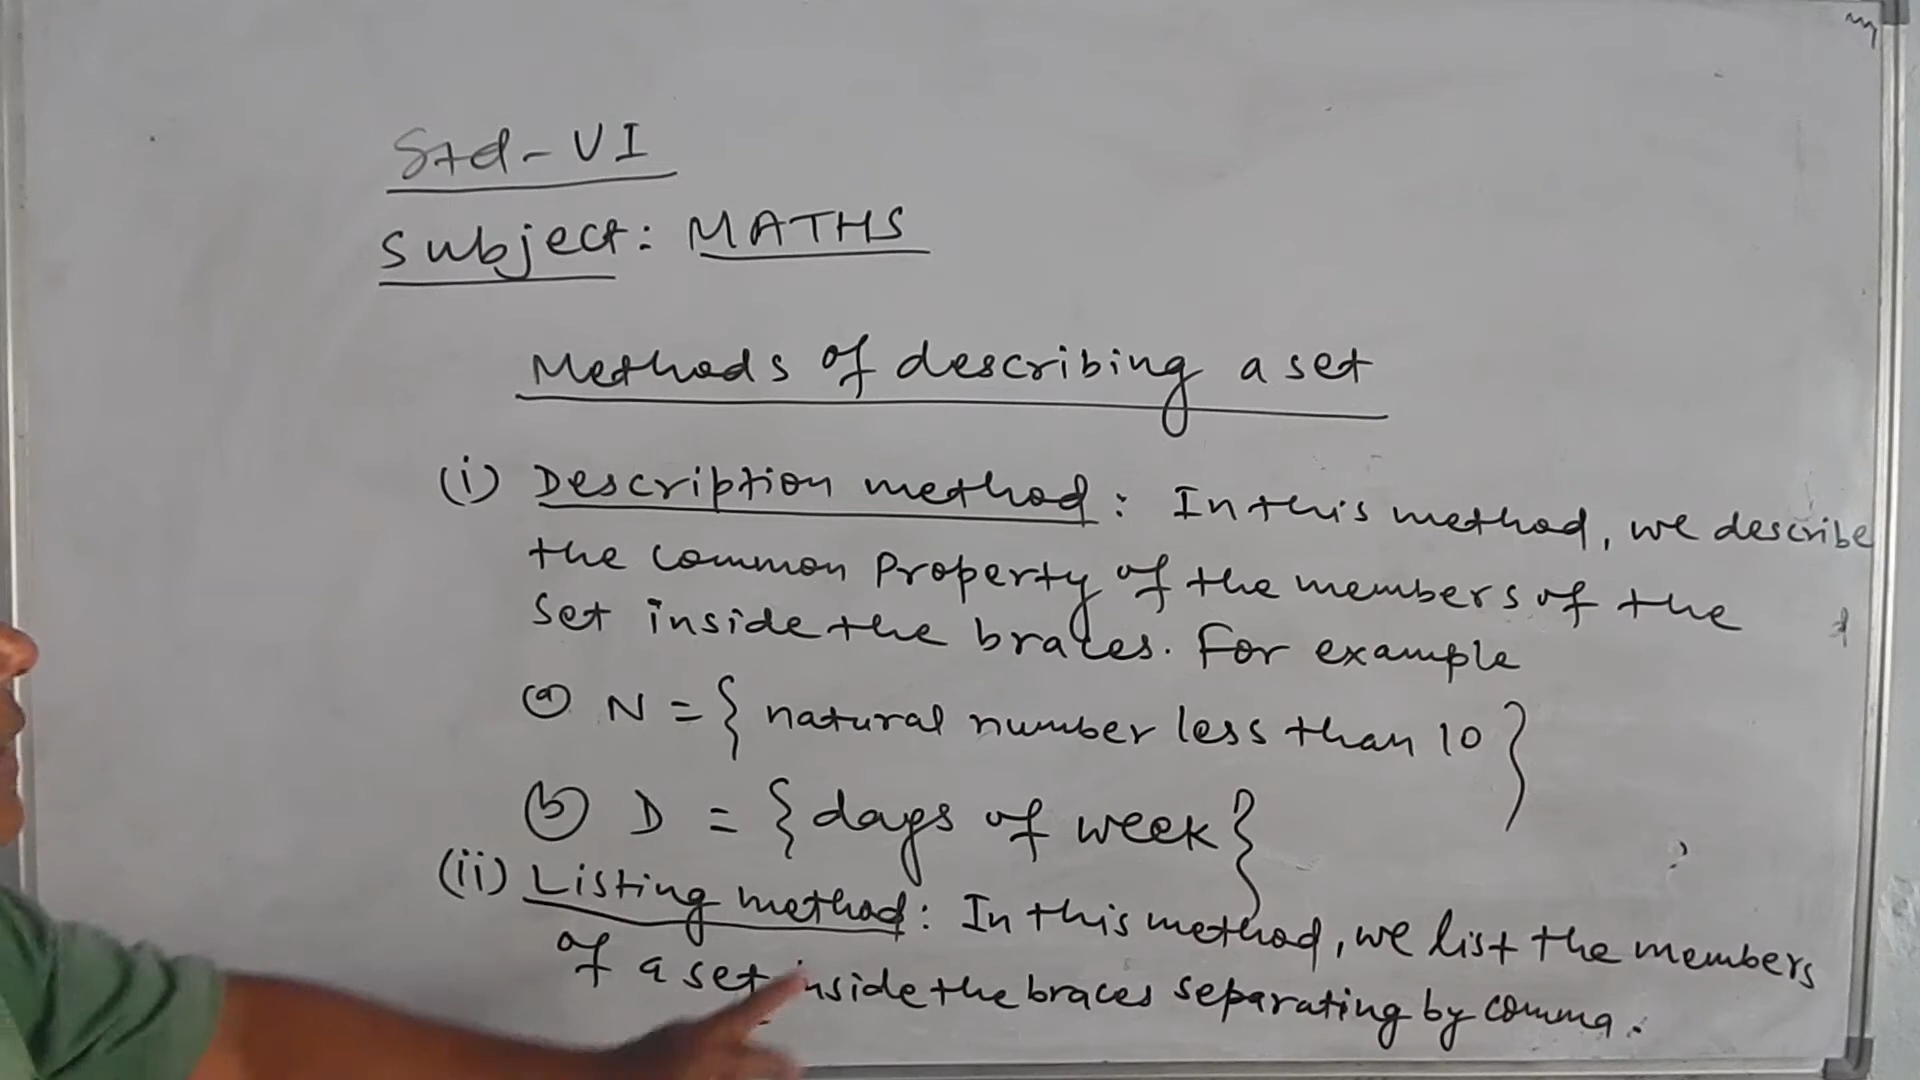 Std - VI
Subject: MATHS
Methods of describing a set
(i) Description method: In this method, we describe
the common Property of the members of the
set inside the braces. For example
(a) N = { natural number less than 10 }
(b) D = { days of week }
(ii) Listing method: In this method, we list the members
of a set inside the braces separating by comma.